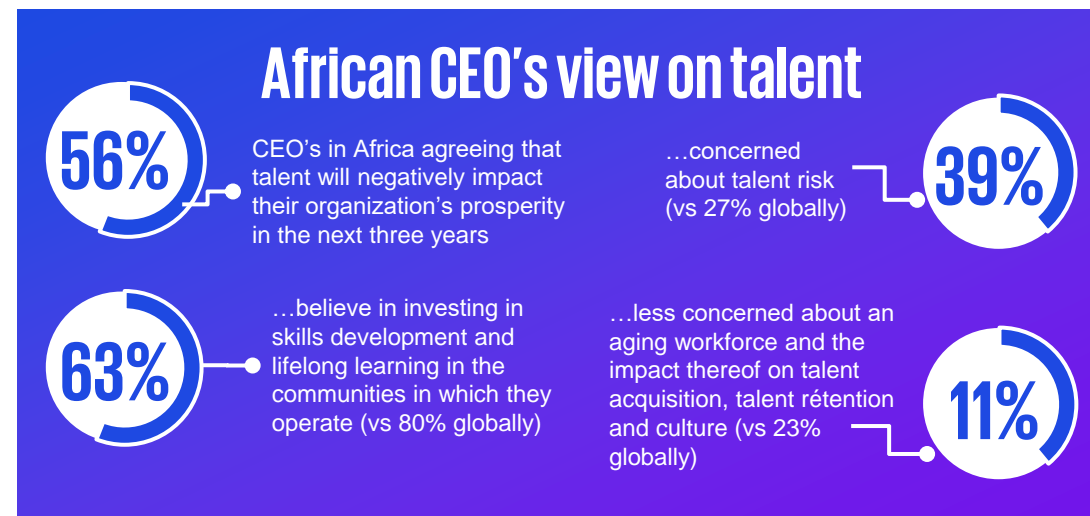 African CEO's view on talent
56%
CEO's in Africa agreeing that
talent will negatively impact
their organization's prosperity
in the next three years
…concerned
about talent risk
(vs 27% globally)
39%
63%
…believe in investing in
skills development and
lifelong learning in the
communities in which they
operate (vs 80% globally)
…less concerned about an
aging workforce and the
impact thereof on talent
acquisition, talent rétention
and culture (vs 23%
globally)
11%